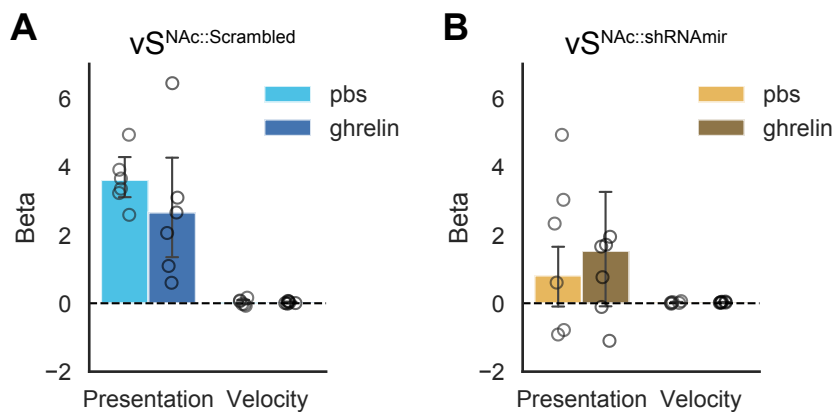 A
vS^NAc::Scrambled
pbs
ghrelin
6
4
2
0
−2
Beta
Presentation Velocity
B
vS^NAc::shRNAmir
pbs
ghrelin
6
4
2
0
−2
Beta
Presentation Velocity